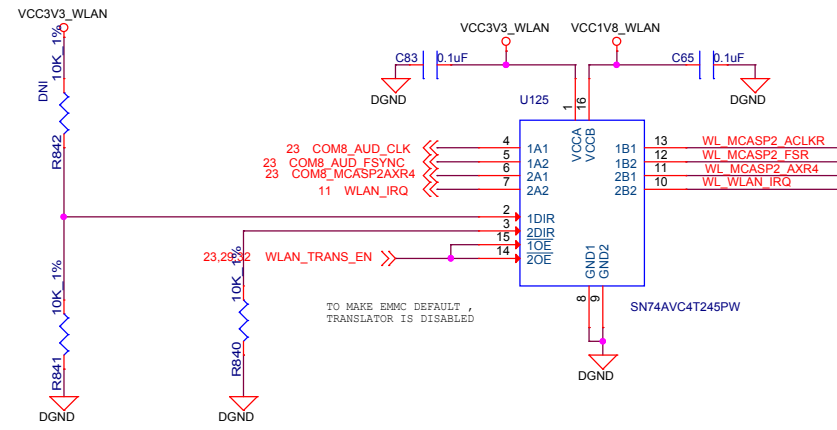 VCC3V3_WLAN
VCC3V3_WLAN
VCC1V8_WLAN
10K_1%
DNI
R842
C83
0.1uF
C65
0.1uF
DGND
DGND
U125
1
16
VCCA
VCCB
23 COM8_AUD_CLK
4
1A1
1B1
13
WL_MCASP2_ACLKR
23 COM8_AUD_FSYNC
5
1A2
1B2
12
WL_MCASP2_FSR
23 COM8_MCASP2AXR4
6
2A1
2B1
11
WL_MCASP2_AXR4
11 WLAN_IRQ
7
2A2
2B2
10
WL_WLAN_IRQ
2
1DIR
3
2DIR
15
1OE
23,29,32 WLAN_TRANS_EN
14
2OE
GND1
GND2
8
9
SN74AVC4T245PW
10K_1%
R841
10K_1%
R840
TO MAKE EMMC DEFAULT ,
TRANSLATOR IS DISABLED
DGND
DGND
DGND